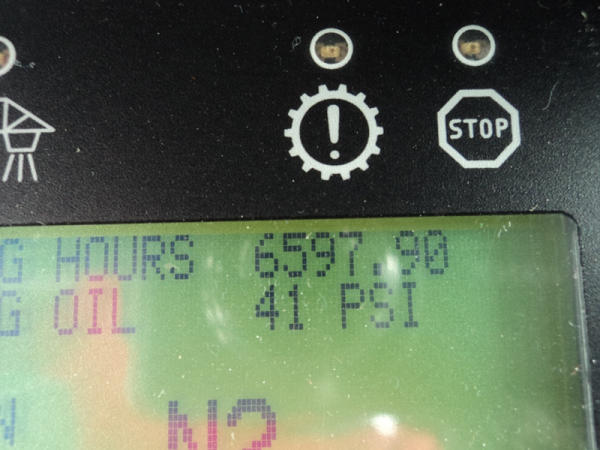 STOP
G HOURS 6597.90
G OIL 41 PSI
N N2